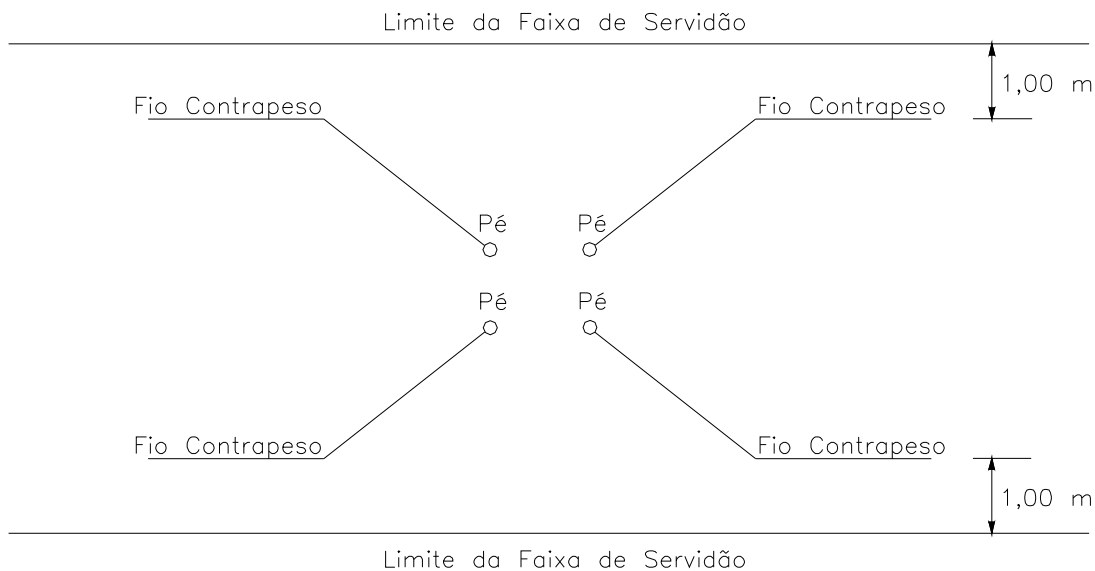 Limite da Faixa de Servidão
1,00 m
Fio Contrapeso
Fio Contrapeso
Pé
Pé
Pé
Pé
Fio Contrapeso
Fio Contrapeso
1,00 m
Limite da Faixa de Servidão